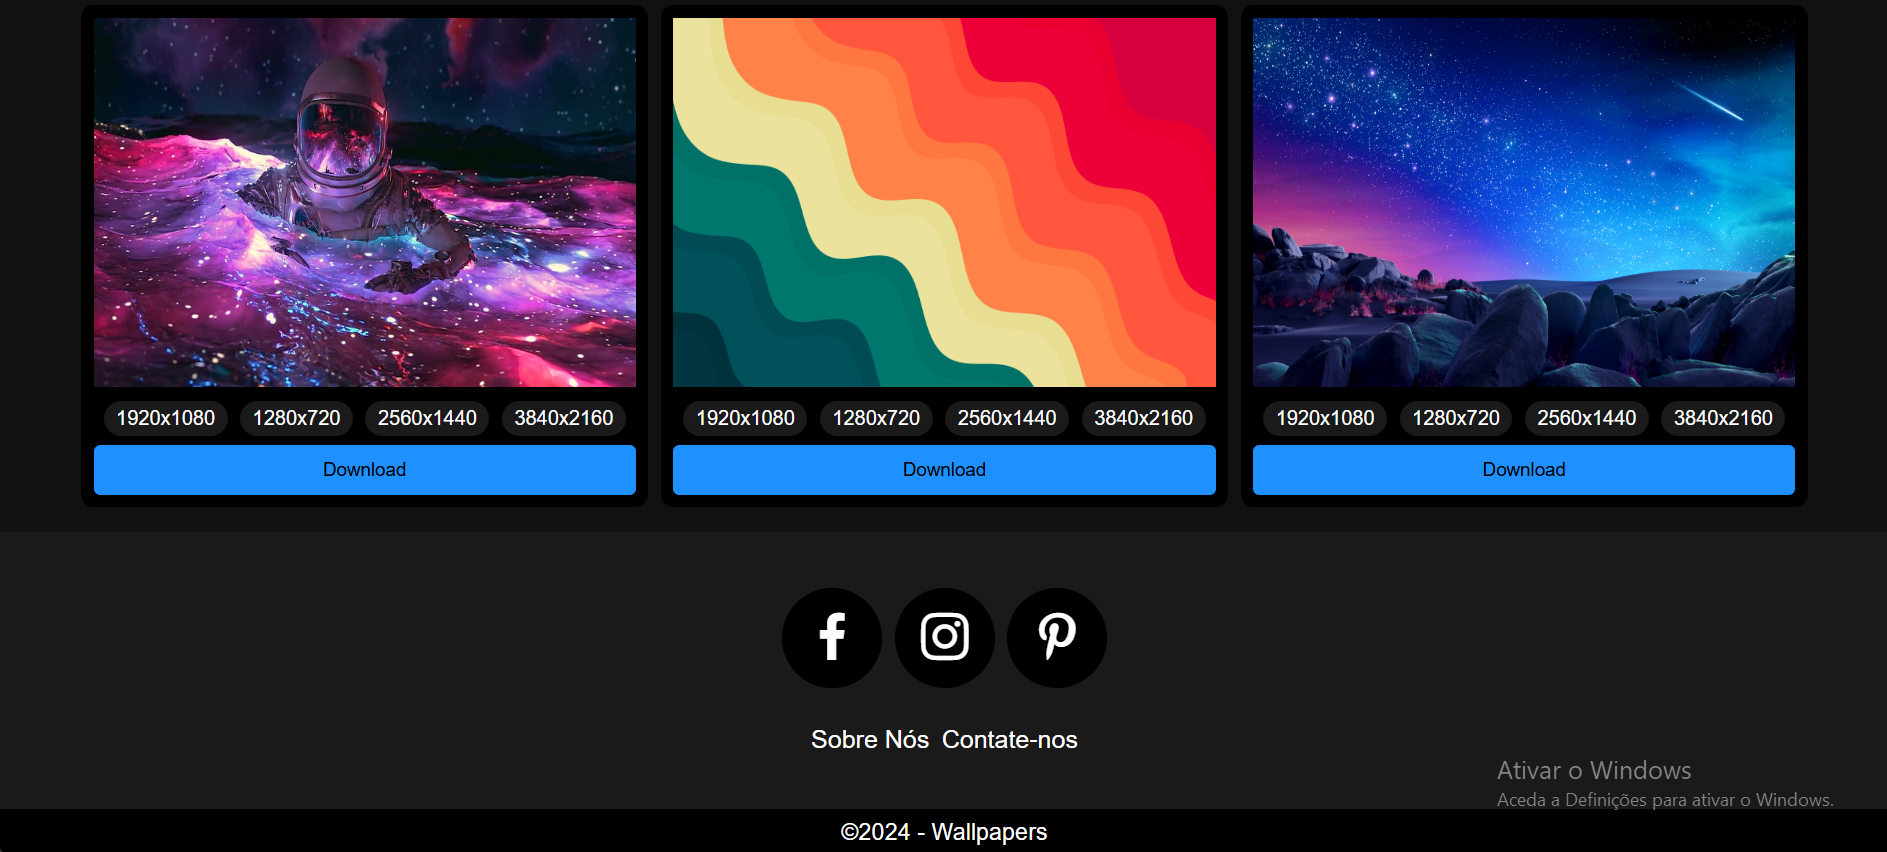 1920x1080 1280x720 2560x1440 3840x2160
1920x1080 1280x720 2560x1440 3840x2160
1920x1080 1280x720 2560x1440 3840x2160
Download
Download
Download
Sobre Nós Contate-nos
Ativar o Windows
Aceda a Definições para ativar o Windows.
©2024 - Wallpapers